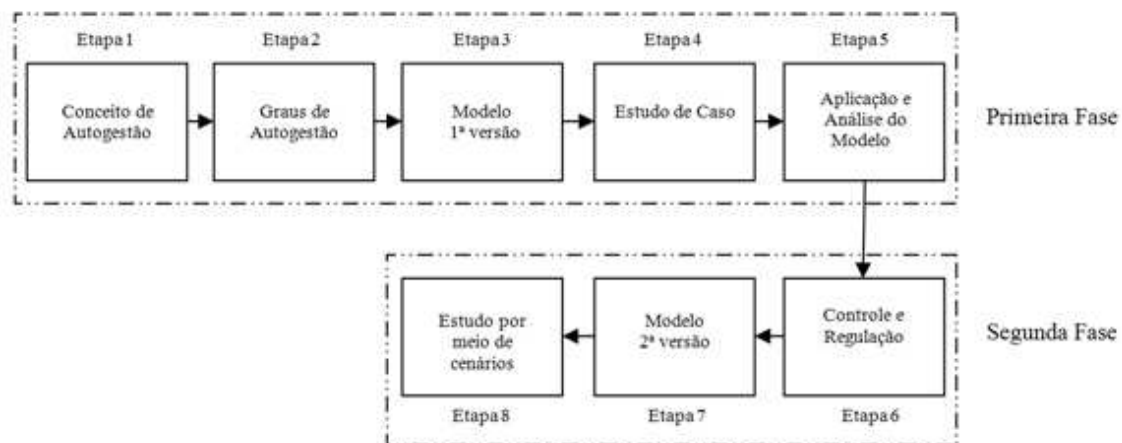 Etapa 1
Etapa 2
Etapa 3
Etapa 4
Etapa 5
Conceito de
Autogestão
Graus de
Autogestão
Modelo
1ª versão
Estudo de Caso
Aplicação e
Análise do
Modelo
Primeira Fase
Estudo por
meio de
cenários
Modelo
2ª versão
Controle e
Regulação
Segunda Fase
Etapa 8
Etapa 7
Etapa 6